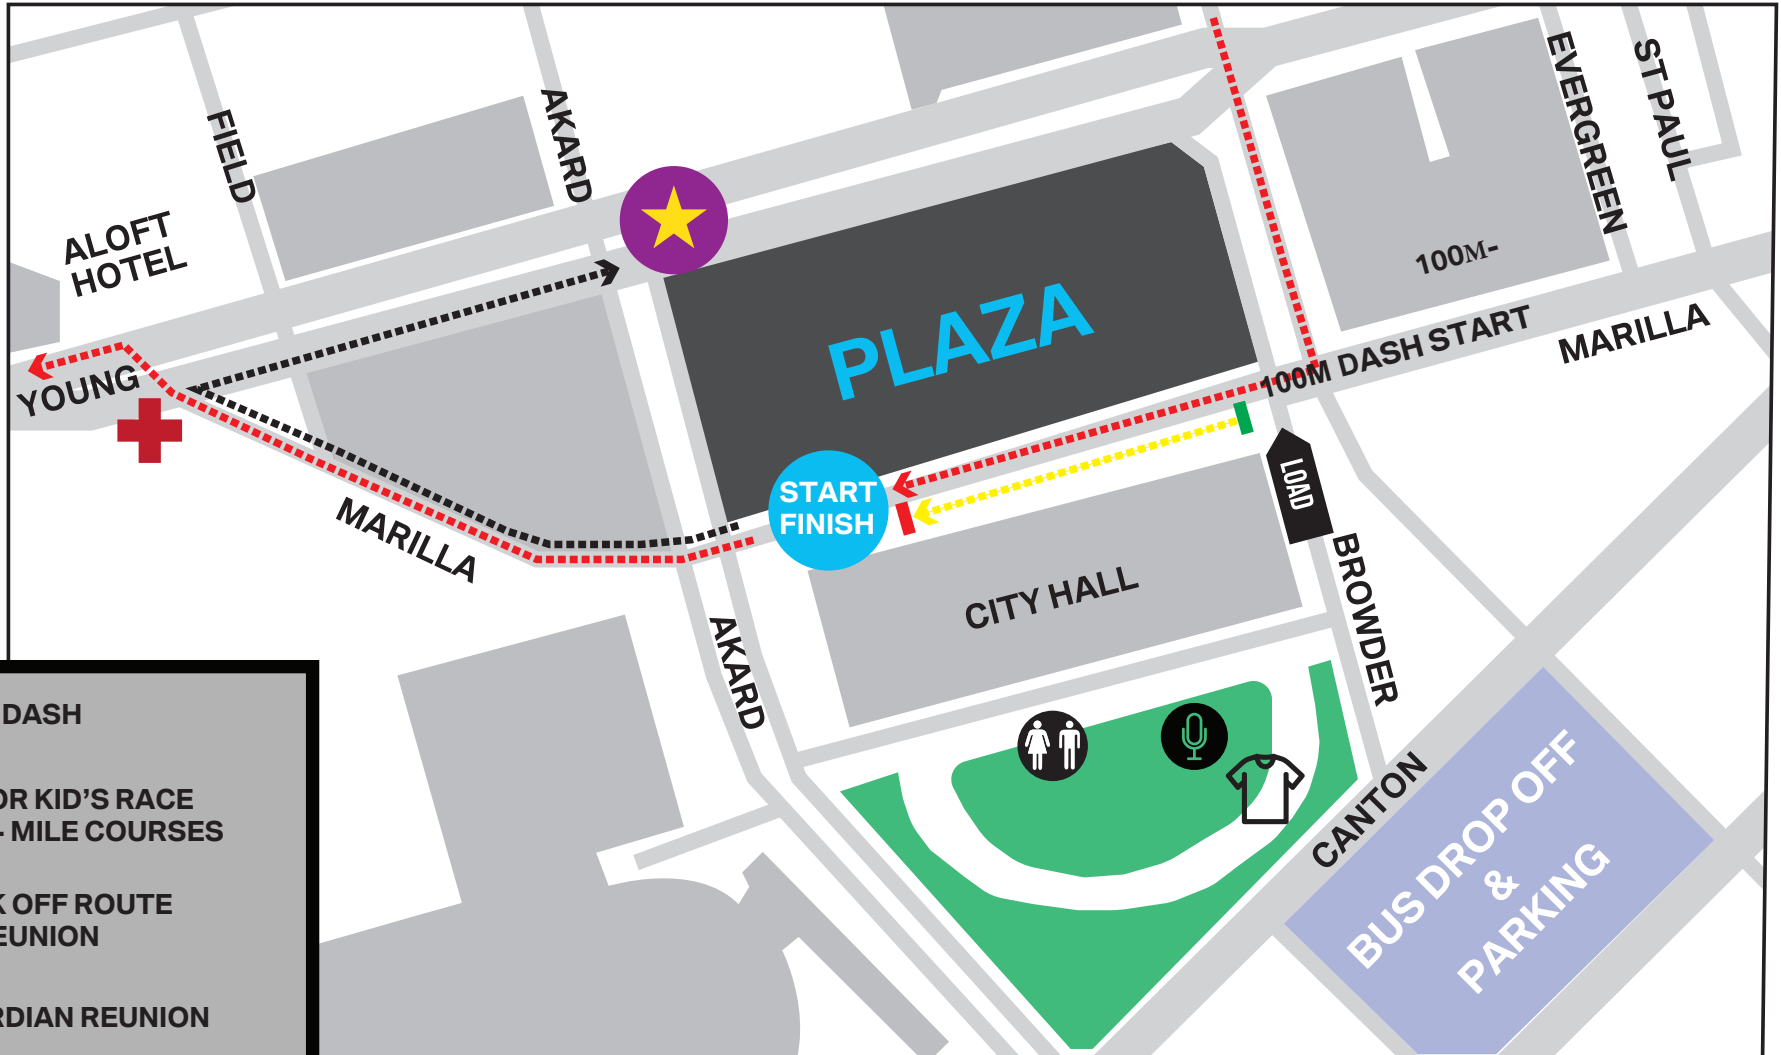 FIELD
AKARD
EVERGREEN
ST PAUL
ALOFT
HOTEL
100M-
PLAZA
100M DASH START
MARILLA
YOUNG
START
FINISH
LOAD
MARILLA
CITY HALL
BROWDER
AKARD
CANTON
BUS DROP OFF
&
PARKING
DASH
OR KID'S RACE
- MILE COURSES
K OFF ROUTE
EUNION
RDIAN REUNION